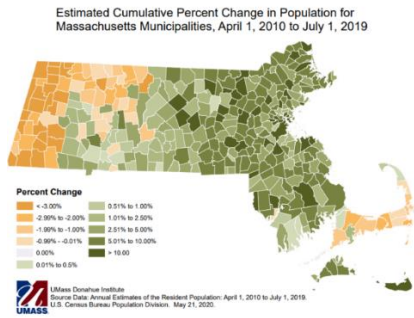 Estimated Cumulative Percent Change in Population for
Massachusetts Municipalities, April 1, 2010 to July 1, 2019
Percent Change
< -3.00%
-2.99% to -2.00%
-1.99% to -1.00%
-0.99% - -0.01%
0.00%
0.01% to 0.5%
0.51% to 1.00%
1.01% to 2.50%
2.51% to 5.00%
5.01% to 10.00%
> 10.00
UMASS
UMass Donahue Institute
Source Data: Annual Estimates of the Resident Population: April 1, 2010 to July 1, 2019.
U.S. Census Bureau Population Division. May 21, 2020.